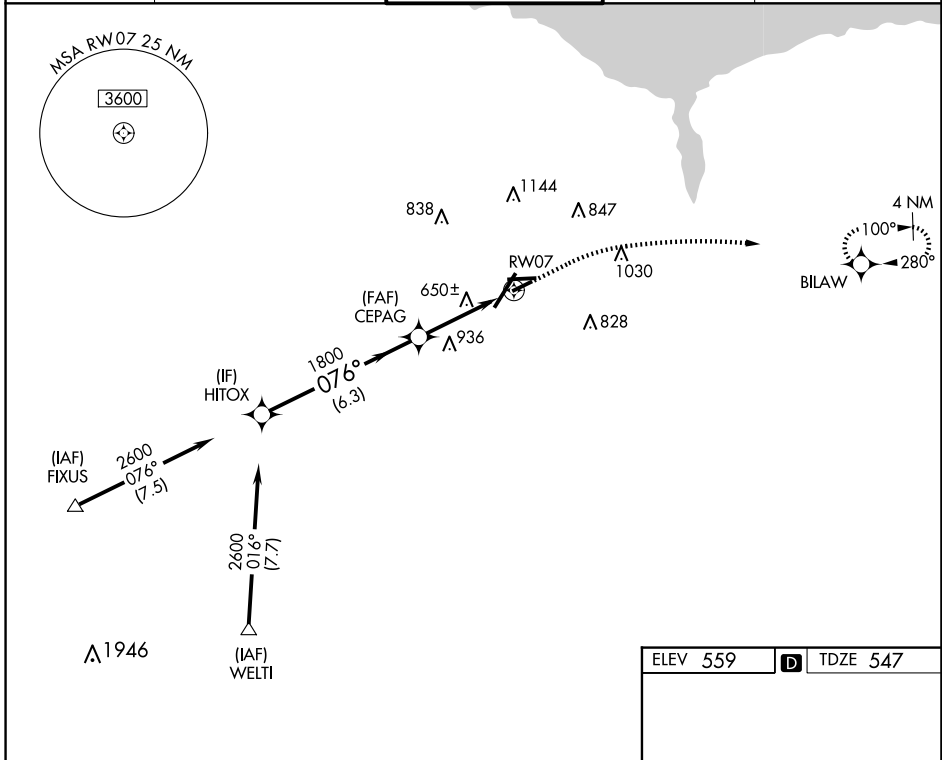 MSA RW07 25 NM
3600
1144
838
847
4 NM
100°
RW07
1030
280°
BILAW
650±
(FAF)
CEPAG
828
936
1800
076°
(6.3)
(IF)
HITOX
2600
076°
(7.5)
(IAF)
FIXUS
2600
016°
(7.7)
1946
(IAF)
WELTI
ELEV 559 D TDZE 547